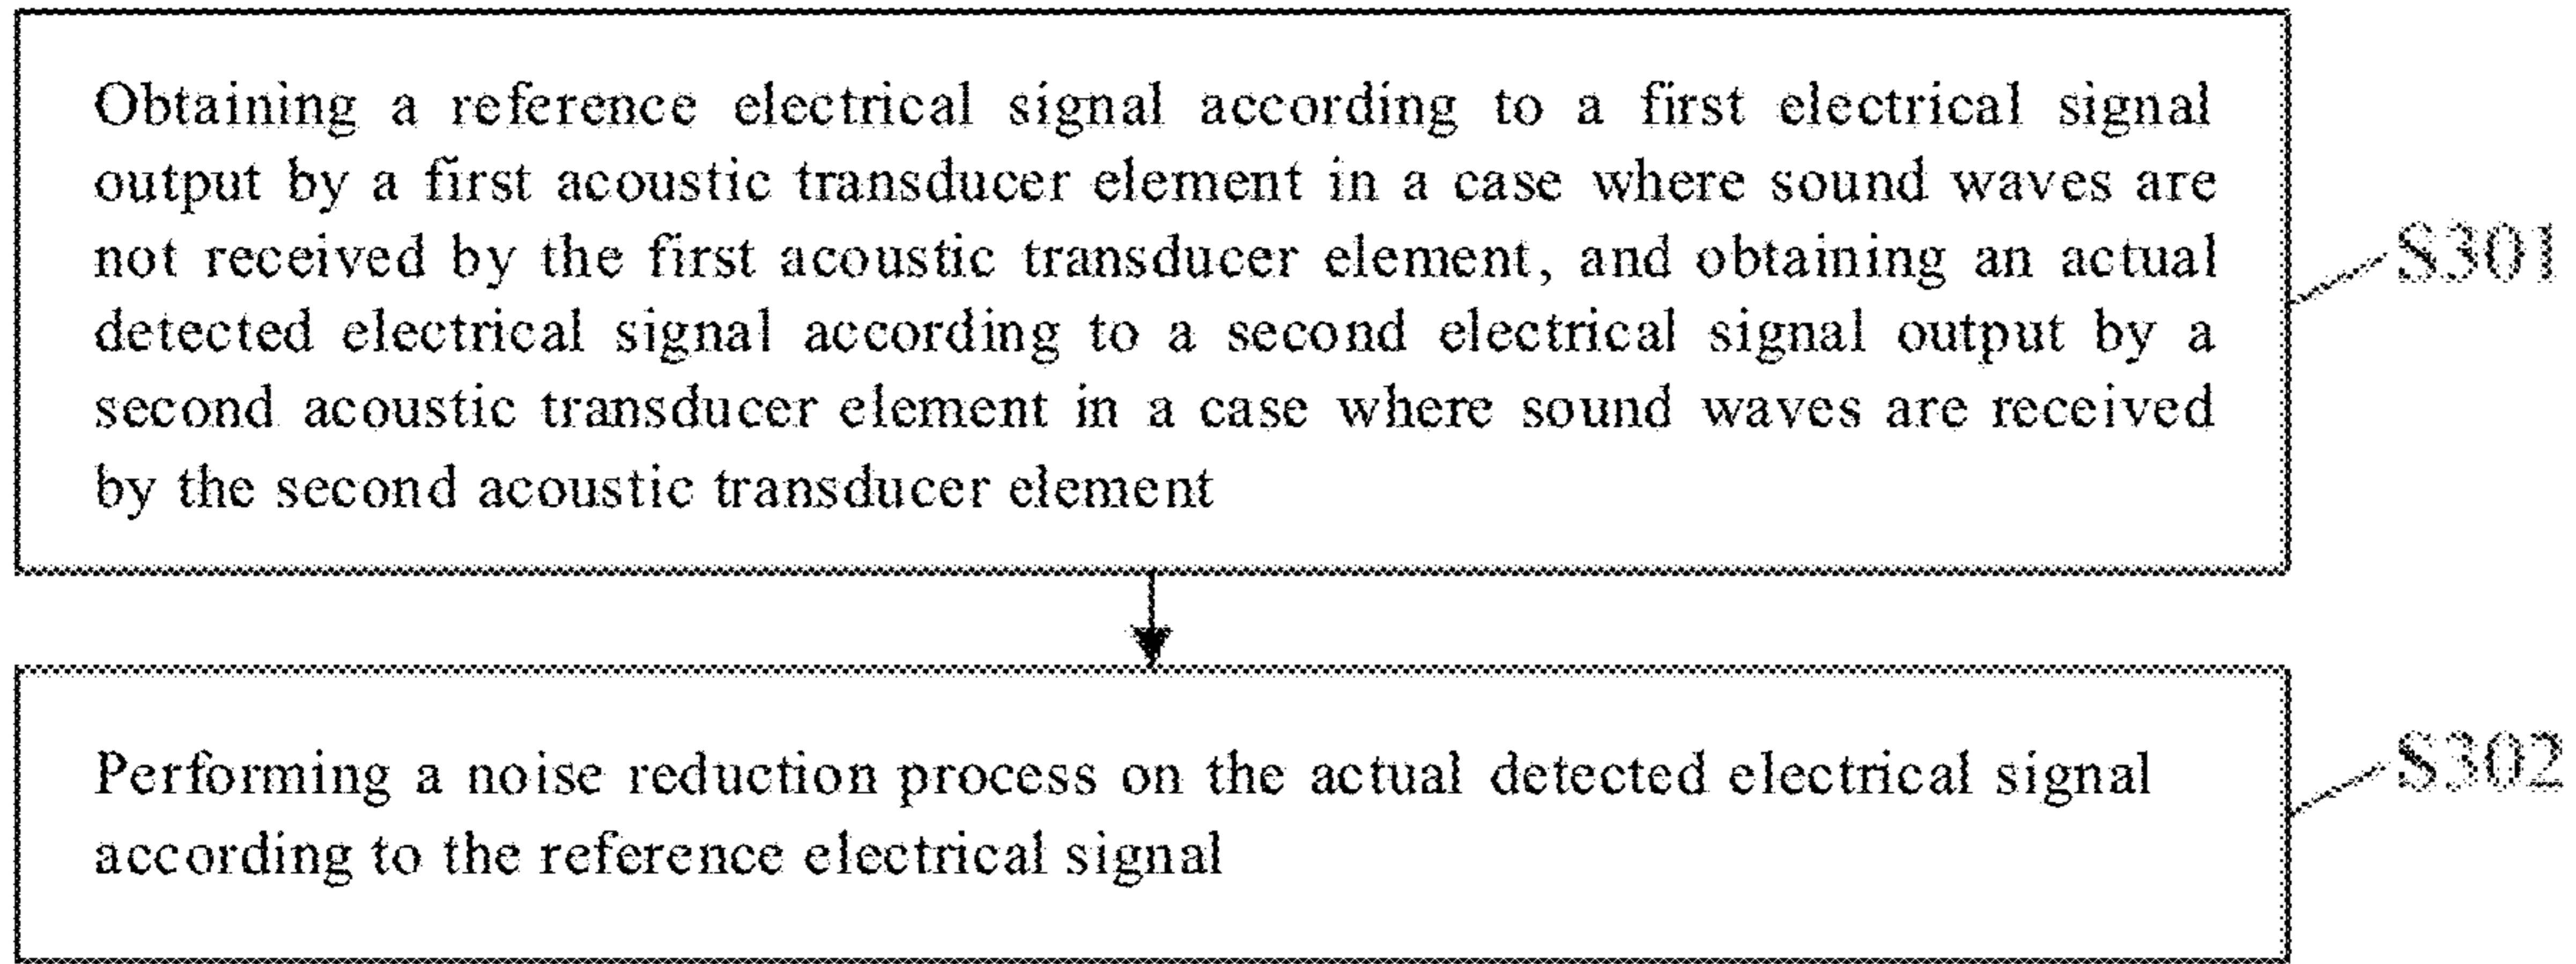 Obtaining a reference electrical signal according to a first electrical signal
output by a first acoustic transducer element in a case where sound waves are
not received by the first acoustic transducer element, and obtaining an actual
detected electrical signal according to a second electrical signal output by a
second acoustic transducer element in a case where sound waves are received
by the second acoustic transducer element
S301
Performing a noise reduction process on the actual detected electrical signal
according to the reference electrical signal
S302